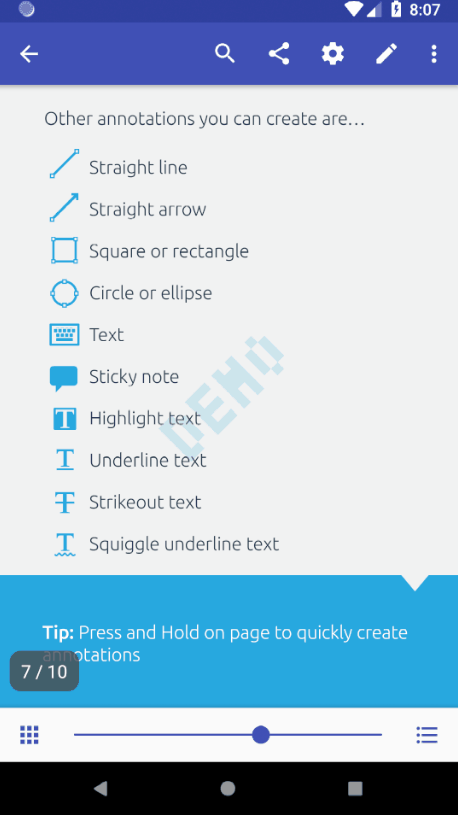 8:07
Other annotations you can create are…
Straight line
Straight arrow
Square or rectangle
Circle or ellipse
Text
Sticky note
Highlight text
Underline text
Strikeout text
Squiggle underline text
DEMO
Tip: Press and Hold on page to quickly create
annotations
7 / 10